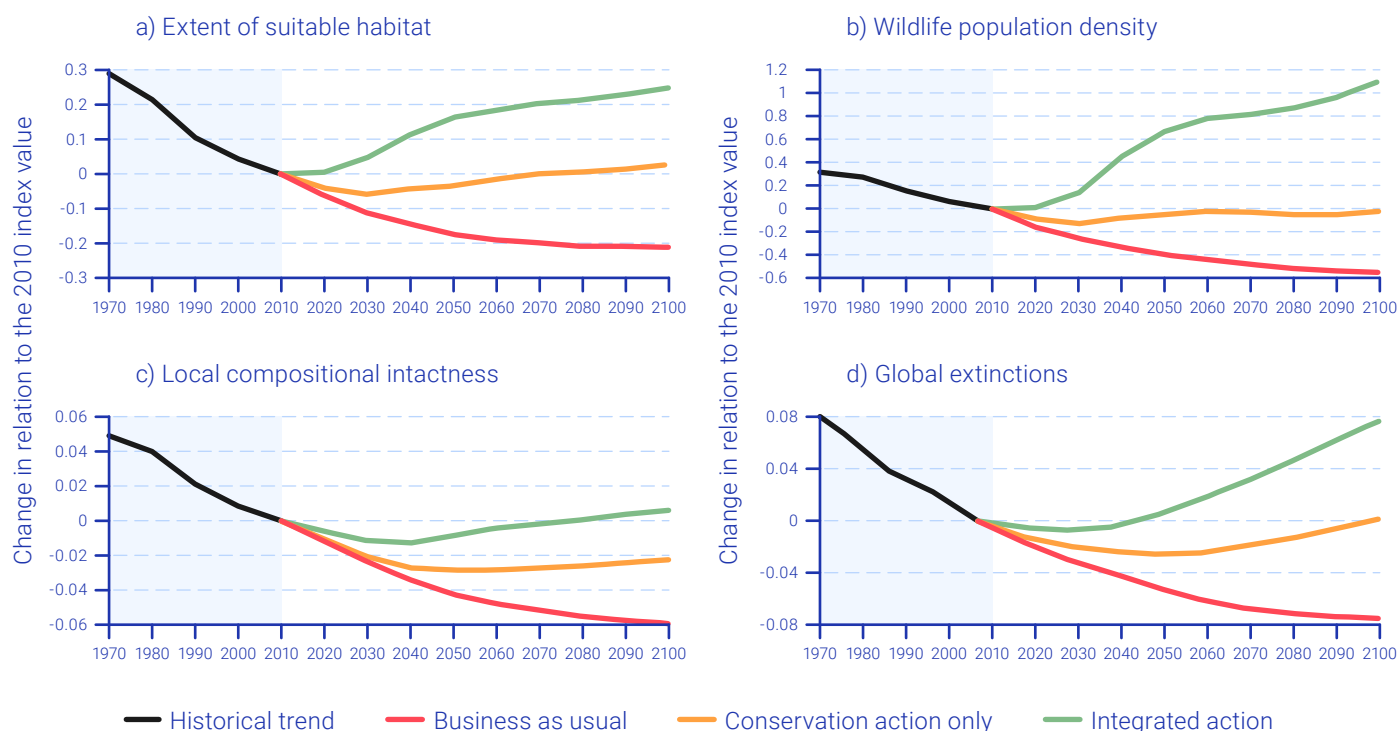 a) Extent of suitable habitat
Change in relation to the 2010 index value
0.3
0.2
0.1
0
-0.1
-0.2
-0.3
1970 1980 1990 2000 2010 2020 2030 2040 2050 2060 2070 2080 2090 2100
b) Wildlife population density
Change in relation to the 2010 index value
1.2
1
0.8
0.6
0.4
0.2
0
-0.2
-0.4
-0.6
1970 1980 1990 2000 2010 2020 2030 2040 2050 2060 2070 2080 2090 2100
c) Local compositional intactness
0.06
0.04
0.02
0
-0.02
-0.04
-0.06
1970 1980 1990 2000 2010 2020 2030 2040 2050 2060 2070 2080 2090 2100
d) Global extinctions
0.08
0.04
0
-0.04
-0.08
1970 1980 1990 2000 2010 2020 2030 2040 2050 2060 2070 2080 2090 2100
Historical trend Business as usual Conservation action only Integrated action